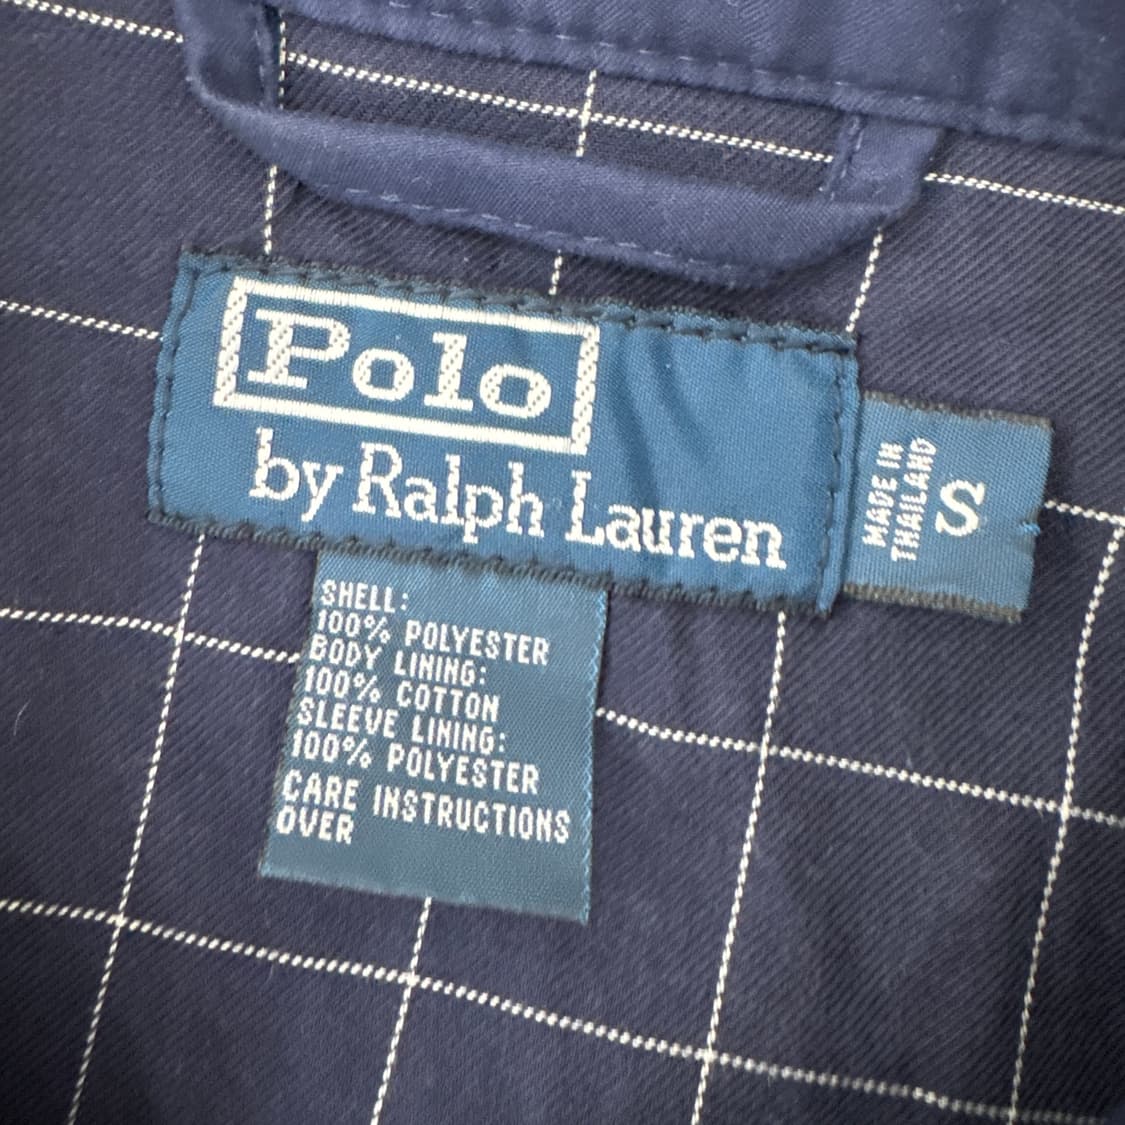 Polo
by Ralph Lauren
MADE IN
THAILAND
S
SHELL:
100% POLYESTER
BODY LINING:
100% COTTON
SLEEVE LINING:
100% POLYESTER
CARE INSTRUCTIONS
OVER